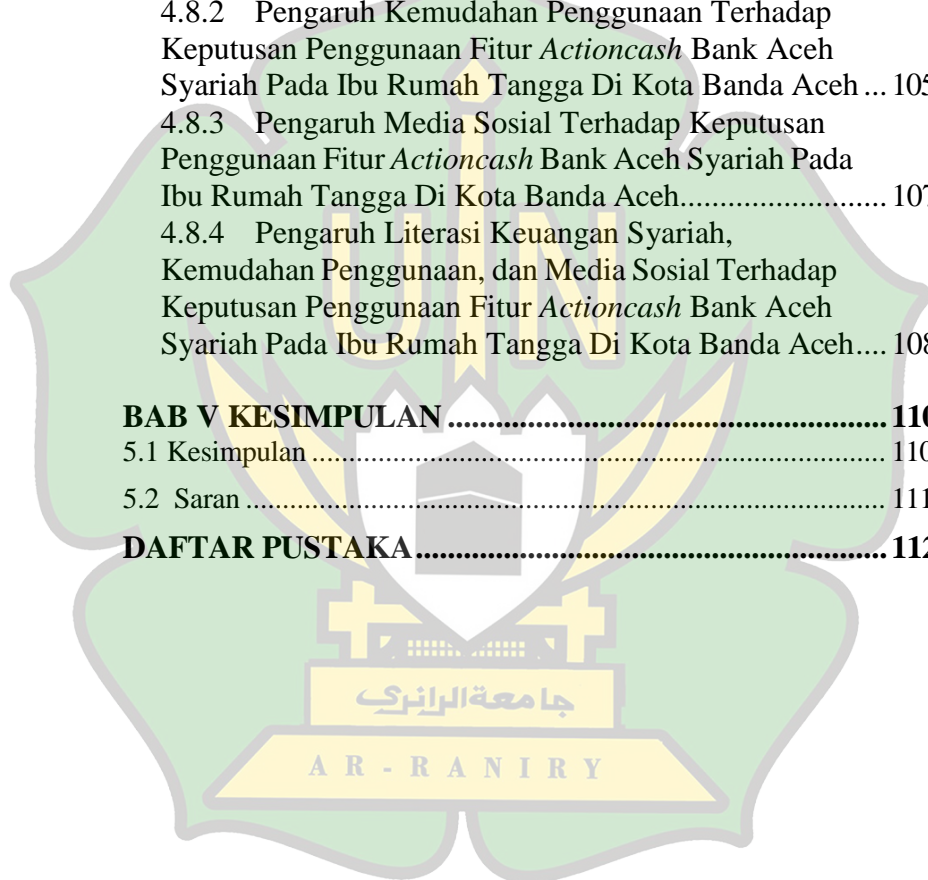 4.8.2 Pengaruh Kemudahan Penggunaan Terhadap
Keputusan Penggunaan Fitur Actioncash Bank Aceh
Syariah Pada Ibu Rumah Tangga Di Kota Banda Aceh ... 105
4.8.3 Pengaruh Media Sosial Terhadap Keputusan
Penggunaan Fitur Actioncash Bank Aceh Syariah Pada
Ibu Rumah Tangga Di Kota Banda Aceh........................ 107
4.8.4 Pengaruh Literasi Keuangan Syariah,
Kemudahan Penggunaan, dan Media Sosial Terhadap
Keputusan Penggunaan Fitur Actioncash Bank Aceh
Syariah Pada Ibu Rumah Tangga Di Kota Banda Aceh.... 108
BAB V KESIMPULAN ........................................................ 110
5.1 Kesimpulan ........................................................................ 110
5.2 Saran ................................................................................. 111
DAFTAR PUSTAKA ............................................................ 112
UIN
جامعة الرانري
AR-RANIRY